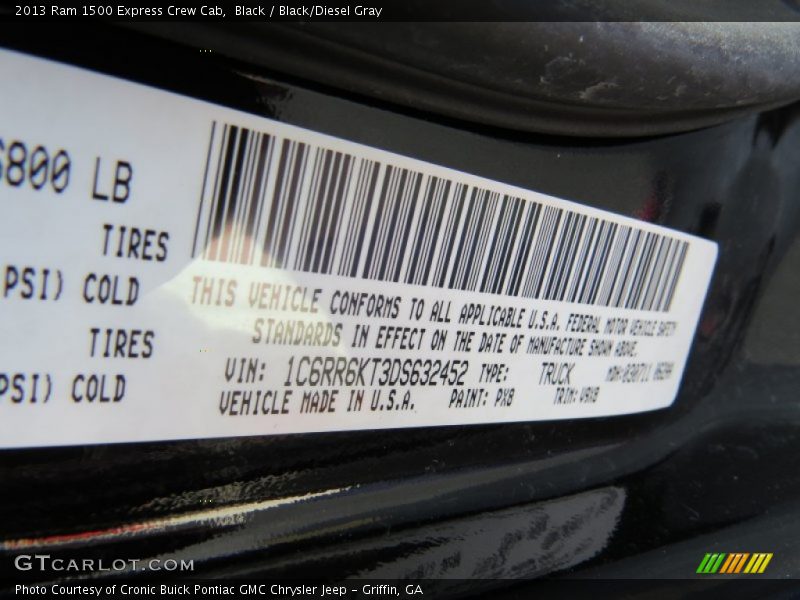 2013 Ram 1500 Express Crew Cab, Black / Black/Diesel Gray
6800 LB
TIRES
PSI) COLD
TIRES
PSI) COLD
THIS VEHICLE CONFORMS TO ALL APPLICABLE U.S.A. FEDERAL MOTOR VEHICLE SAFETY
STANDARDS IN EFFECT ON THE DATE OF MANUFACTURE SHOWN ABOVE.
VIN: 1C6RR6KT3DS632452 TYPE: TRUCK MDH:
VEHICLE MADE IN U.S.A. PAINT: PX8 TRIM:
GTCARLOT.COM
Photo Courtesy of Cronic Buick Pontiac GMC Chrysler Jeep - Griffin, GA